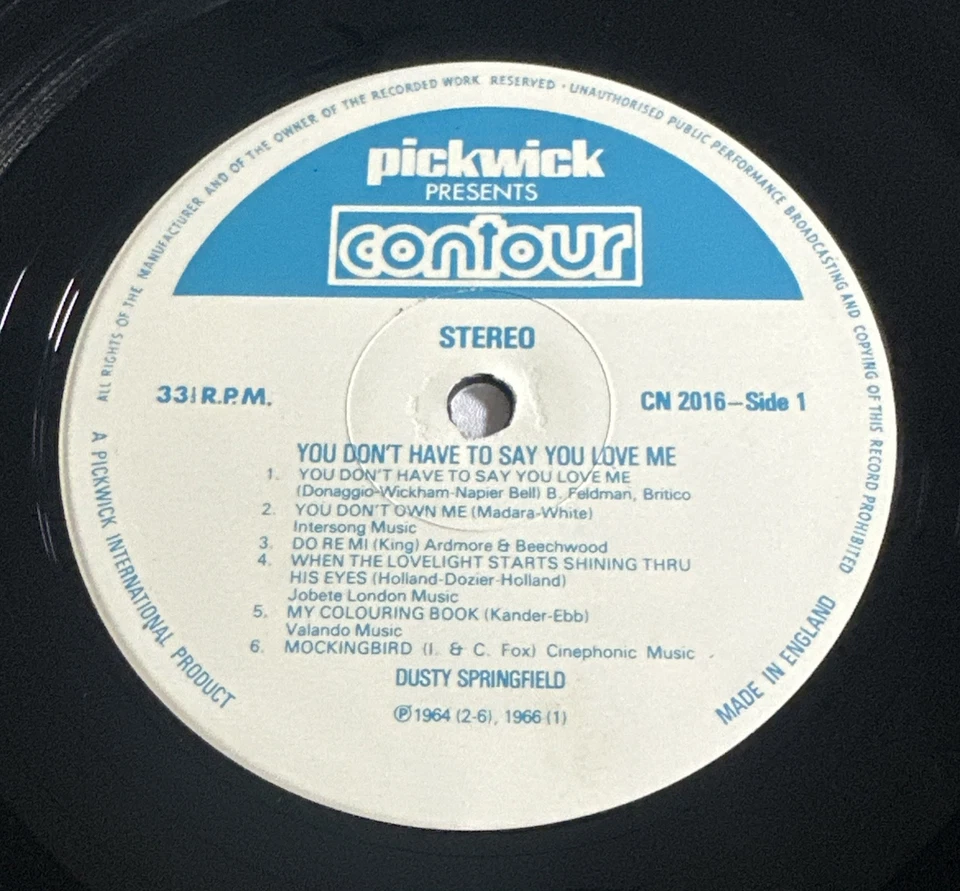 ALL RIGHTS OF THE MANUFACTURER AND OF THE OWNER OF THE RECORDED WORK RESERVED · UNAUTHORISED PUBLIC PERFORMANCE BROADCASTING AND COPYING OF THIS RECORD PROHIBITED
pickwick
PRESENTS
contour
STEREO
33⅓ R.P.M.
CN 2016–Side 1
YOU DON'T HAVE TO SAY YOU LOVE ME
1. YOU DON'T HAVE TO SAY YOU LOVE ME
(Donaggio-Wickham-Napier Bell) B. Feldman, Britico
2. YOU DON'T OWN ME (Madara-White)
Intersong Music
3. DO RE MI (King) Ardmore & Beechwood
4. WHEN THE LOVELIGHT STARTS SHINING THRU
HIS EYES (Holland-Dozier-Holland)
Jobete London Music
5. MY COLOURING BOOK (Kander-Ebb)
Valando Music
6. MOCKINGBIRD (I. & C. Fox) Cinephonic Music
DUSTY SPRINGFIELD
Ⓟ 1964 (2-6), 1966 (1)
A PICKWICK INTERNATIONAL PRODUCT
MADE IN ENGLAND